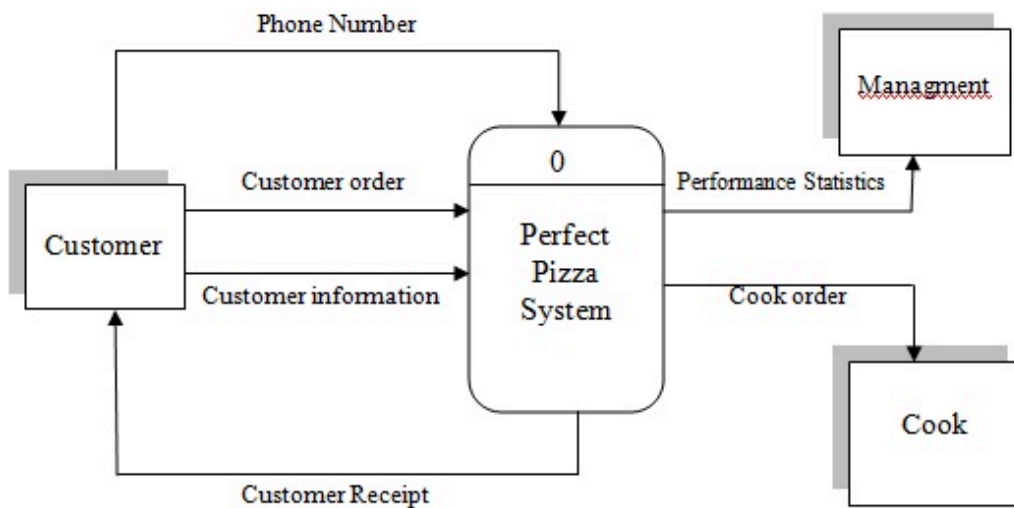 Phone Number
Managment
0
Customer order
Performance Statistics
Customer
Perfect
Pizza
System
Customer information
Cook order
Cook
Customer Receipt